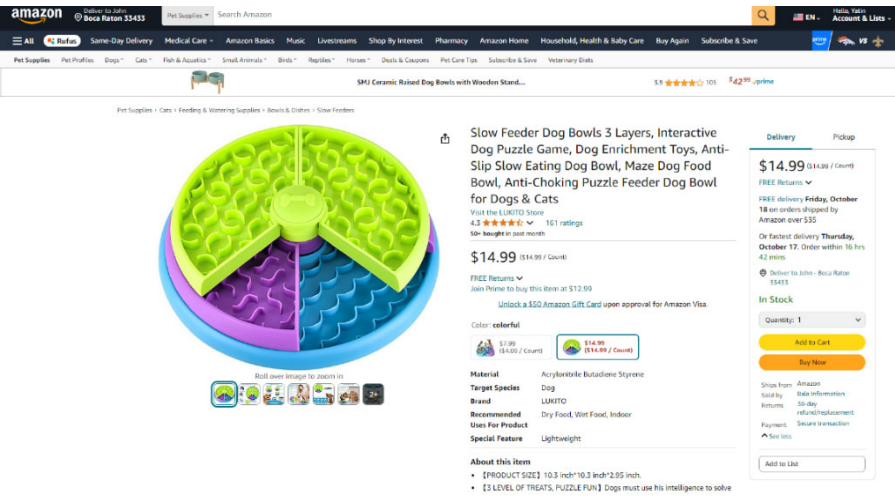 amazon
Deliver to John
Boca Raton 33433
Pet Supplies
Search Amazon
EN
Hello, Yatin
Account & Lists
All
Rufus
Same-Day Delivery
Medical Care
Amazon Basics
Music
Livestreams
Shop By Interest
Pharmacy
Amazon Home
Household, Health & Baby Care
Buy Again
Subscribe & Save
prime
VS
Pet Supplies
Pet Profiles
Dogs
Cats
Fish & Aquatics
Small Animals
Birds
Reptiles
Horses
Deals & Coupons
Pet Care Tips
Subscribe & Save
Veterinary Diets
SMJ Ceramic Raised Dog Bowls with Wooden Stand...
3.9
105
$42.99
prime
Pet Supplies › Cats › Feeding & Watering Supplies › Bowls & Dishes › Slow Feeders
Roll over image to zoom in
2+
Slow Feeder Dog Bowls 3 Layers, Interactive
Dog Puzzle Game, Dog Enrichment Toys, Anti-
Slip Slow Eating Dog Bowl, Maze Dog Food
Bowl, Anti-Choking Puzzle Feeder Dog Bowl
for Dogs & Cats
Visit the LUKITO Store
4.3
161 ratings
50+ bought in past month
$14.99 ($14.99 / Count)
FREE Returns
Join Prime to buy this item at $12.99
Unlock a $50 Amazon Gift Card upon approval for Amazon Visa.
Color: colorful
$7.99
/ Count)
$14.99
($14.99 / Count)
Material Acrylonitrile Butadiene Styrene
Target Species Dog
Brand LUKITO
Recommended Dry Food, Wet Food, Indoor
Uses For Product
Special Feature Lightweight
About this item
• 【PRODUCT SIZE】10.3 inch*10.3 inch*2.95 inch.
• 【3 LEVEL OF TREATS, PUZZLE FUN】Dogs must use his intelligence to solve
Delivery
Pickup
$14.99 ($14.99 / Count)
FREE Returns
FREE delivery Friday, October
18 on orders shipped by
Amazon over $35
Or fastest delivery Thursday,
October 17. Order within 16 hrs
42 mins
Deliver to John - Boca Raton
33433
In Stock
Quantity: 1
Add to Cart
Buy Now
Ships from Amazon
Sold by Bala Information
Returns 30-day
refund/replacement
Payment Secure transaction
See less
Add to List